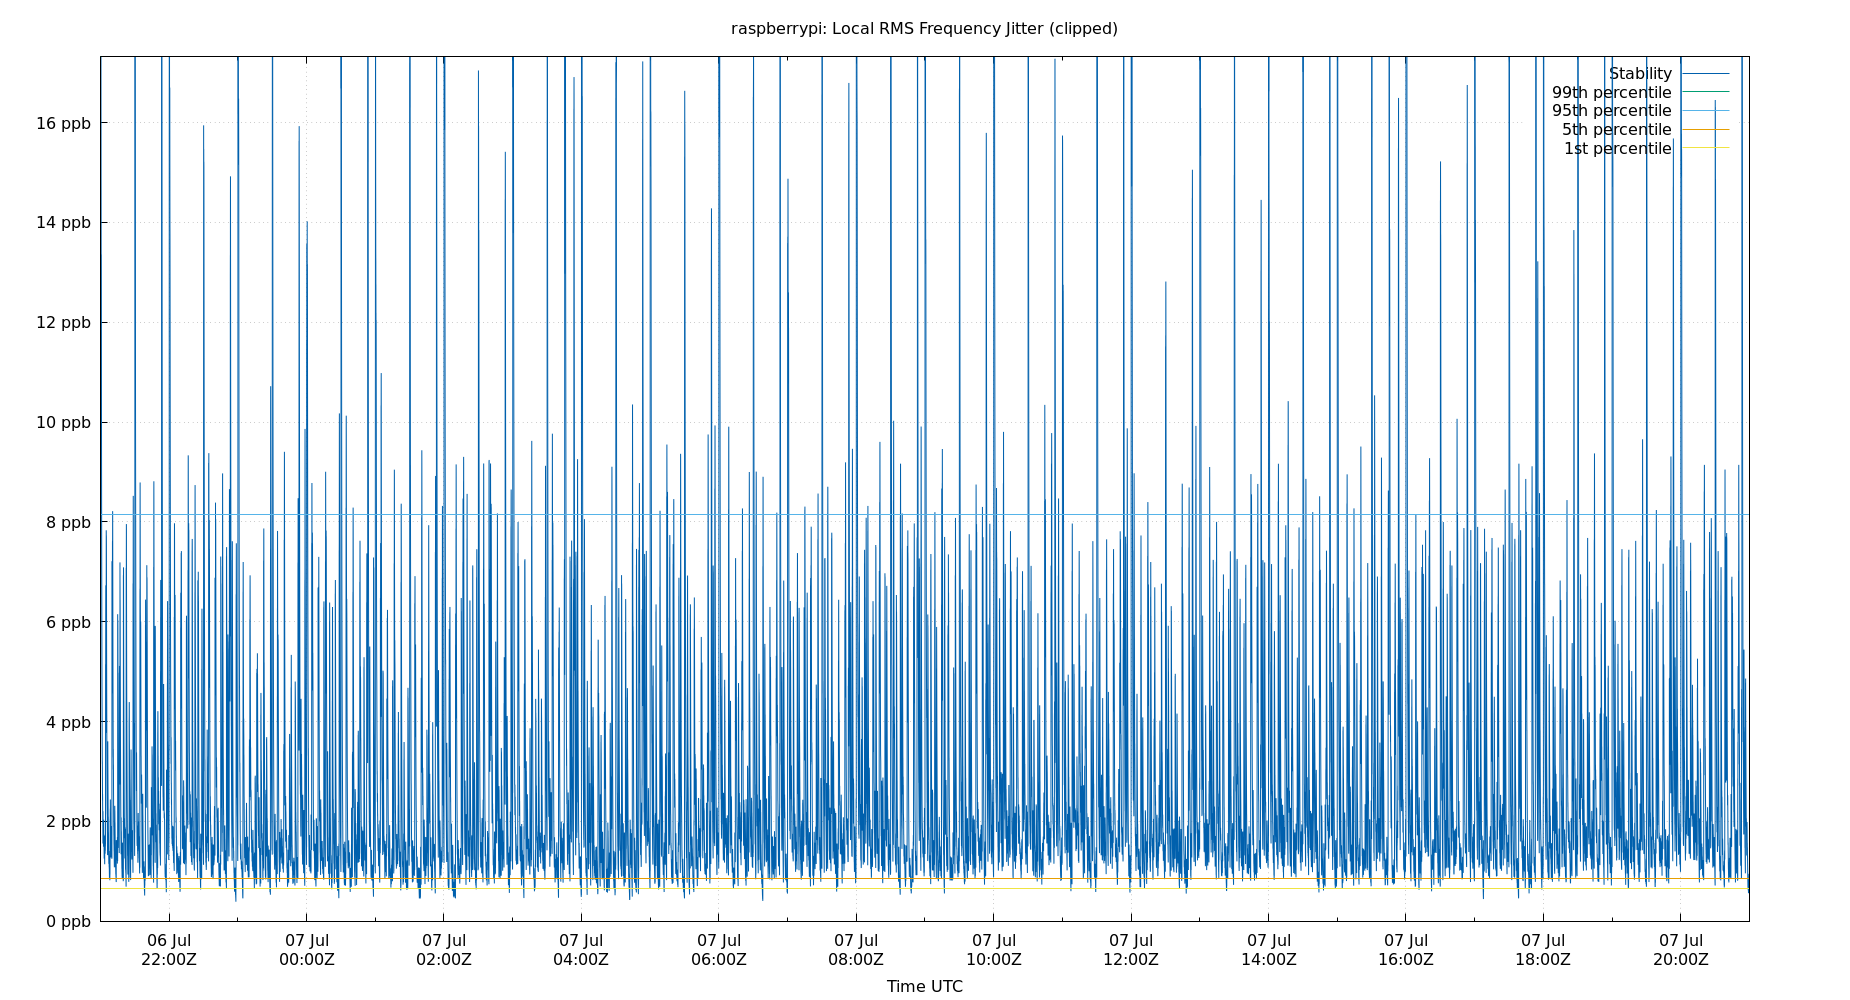 raspberrypi: Local RMS Frequency Jitter (clipped)
Stability
99th percentile
95th percentile
5th percentile
1st percentile
16 ppb
14 ppb
12 ppb
10 ppb
8 ppb
6 ppb
4 ppb
2 ppb
0 ppb
06 Jul 07 Jul 07 Jul 07 Jul 07 Jul 07 Jul 07 Jul 07 Jul 07 Jul 07 Jul 07 Jul 07 Jul
22:00Z 00:00Z 02:00Z 04:00Z 06:00Z 08:00Z 10:00Z 12:00Z 14:00Z 16:00Z 18:00Z 20:00Z
Time UTC